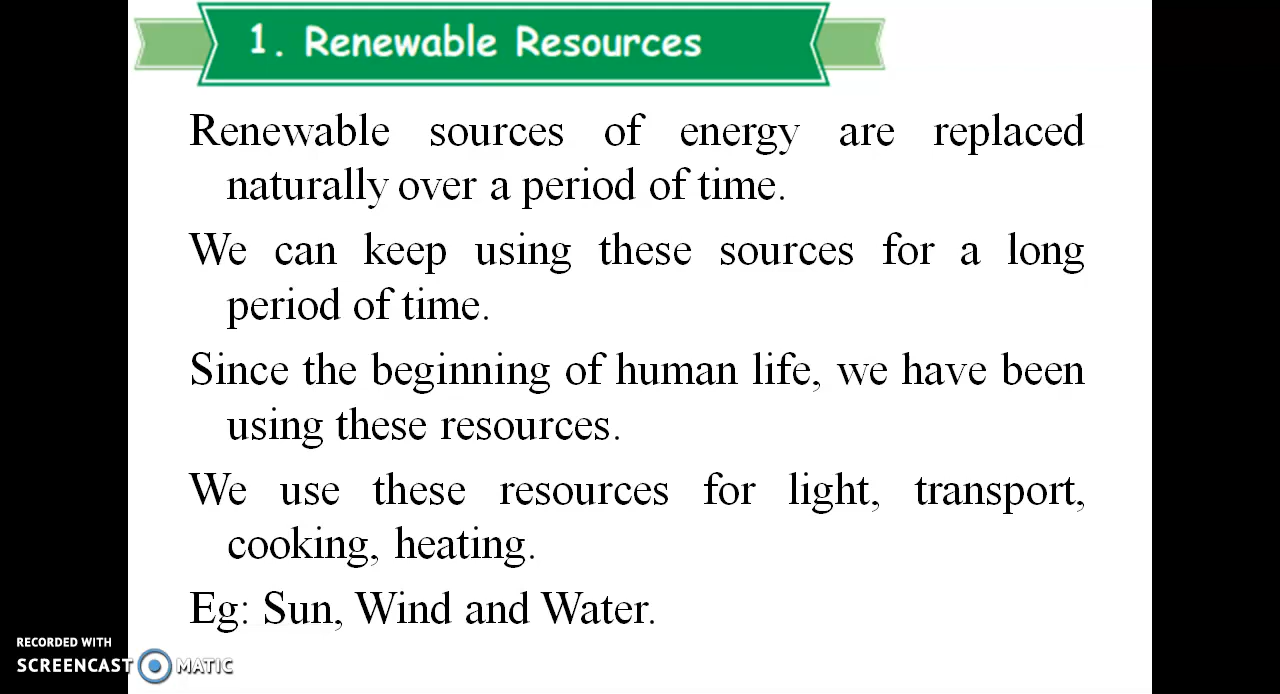 1. Renewable Resources
Renewable sources of energy are replaced
naturally over a period of time.
We can keep using these sources for a long
period of time.
Since the beginning of human life, we have been
using these resources.
We use these resources for light, transport,
cooking, heating.
Eg: Sun, Wind and Water.
RECORDED WITH
SCREENCAST MATIC